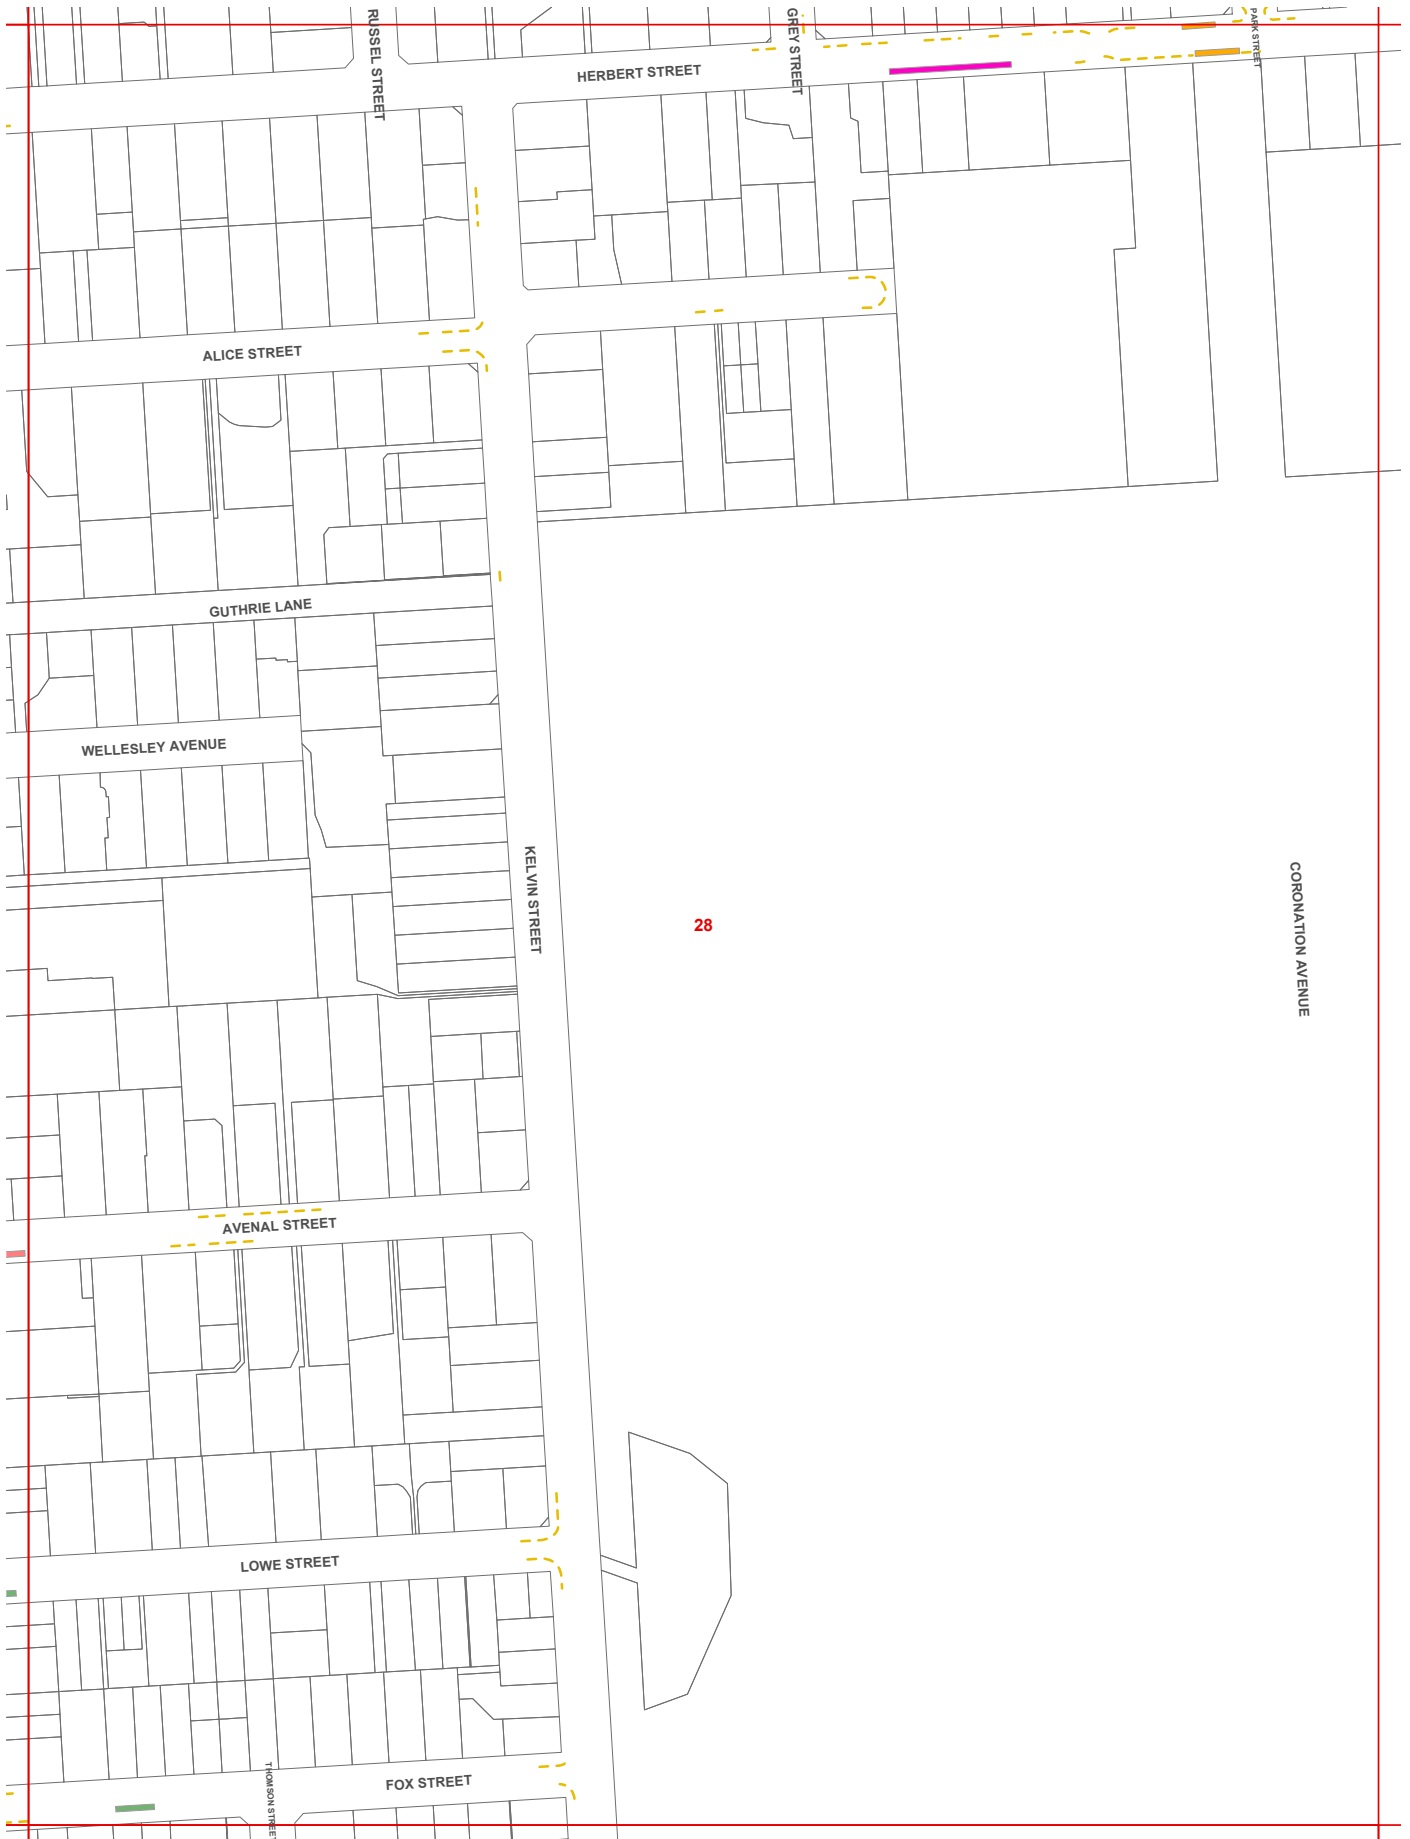 RUSSEL STREET
GREY STREET
PARK STREET
HERBERT STREET
ALICE STREET
GUTHRIE LANE
WELLESLEY AVENUE
KELVIN STREET
CORONATION AVENUE
28
AVENAL STREET
LOWE STREET
THOMSON STREET
FOX STREET